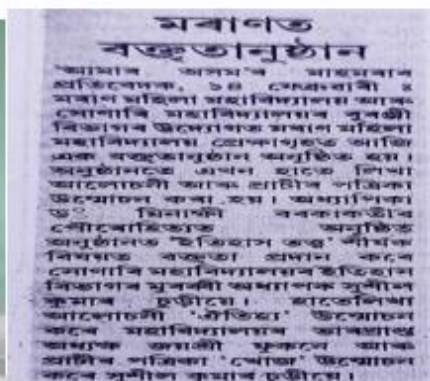 মৰাণত
বক্তৃতানুষ্ঠান
'আমাৰ অসম'ৰ মাহমৰাৰ
প্ৰতিবেদক, ১৪ ফেব্ৰুৱাৰী ঃ
মৰাণ মহিলা মহাবিদ্যালয় আৰু
সোণাৰি মহাবিদ্যালয়ৰ বুৰঞ্জী
বিভাগৰ উদ্যোগত মৰাণ মহিলা
মহাবিদ্যালয় প্ৰেক্ষাগৃহত আজি
এক বক্তৃতানুষ্ঠান অনুষ্ঠিত হয়।
অনুষ্ঠানতে এখন হাতে লিখা
আলোচনী আৰু প্ৰাচীৰ পত্ৰিকা
উন্মোচন কৰা হয়। অধ্যাপিকা
ড° মিনাক্ষী বৰকাকতীৰ
পৌৰোহিত্যত অনুষ্ঠিত
অনুষ্ঠানত 'ইতিহাস তত্ত্ব' শীৰ্ষক
বিষয়ত বক্তৃতা প্ৰদান কৰে
সোণাৰি মহাবিদ্যালয়ৰ ইতিহাস
বিভাগৰ মুৰব্বী অধ্যাপক সুশীল
কুমাৰ চুড়ীয়ে। হাতেলিখা
আলোচনী 'ঐতিহ্য' উন্মোচন
কৰে মহাবিদ্যালয়ৰ ভাৰপ্ৰাপ্ত
অধ্যক্ষ জয়শ্ৰী ফুকনে আৰু
প্ৰাচীৰ পত্ৰিকা 'খোজ' উন্মোচন
কৰে সুশীল কুমাৰ চুড়ীয়ে।